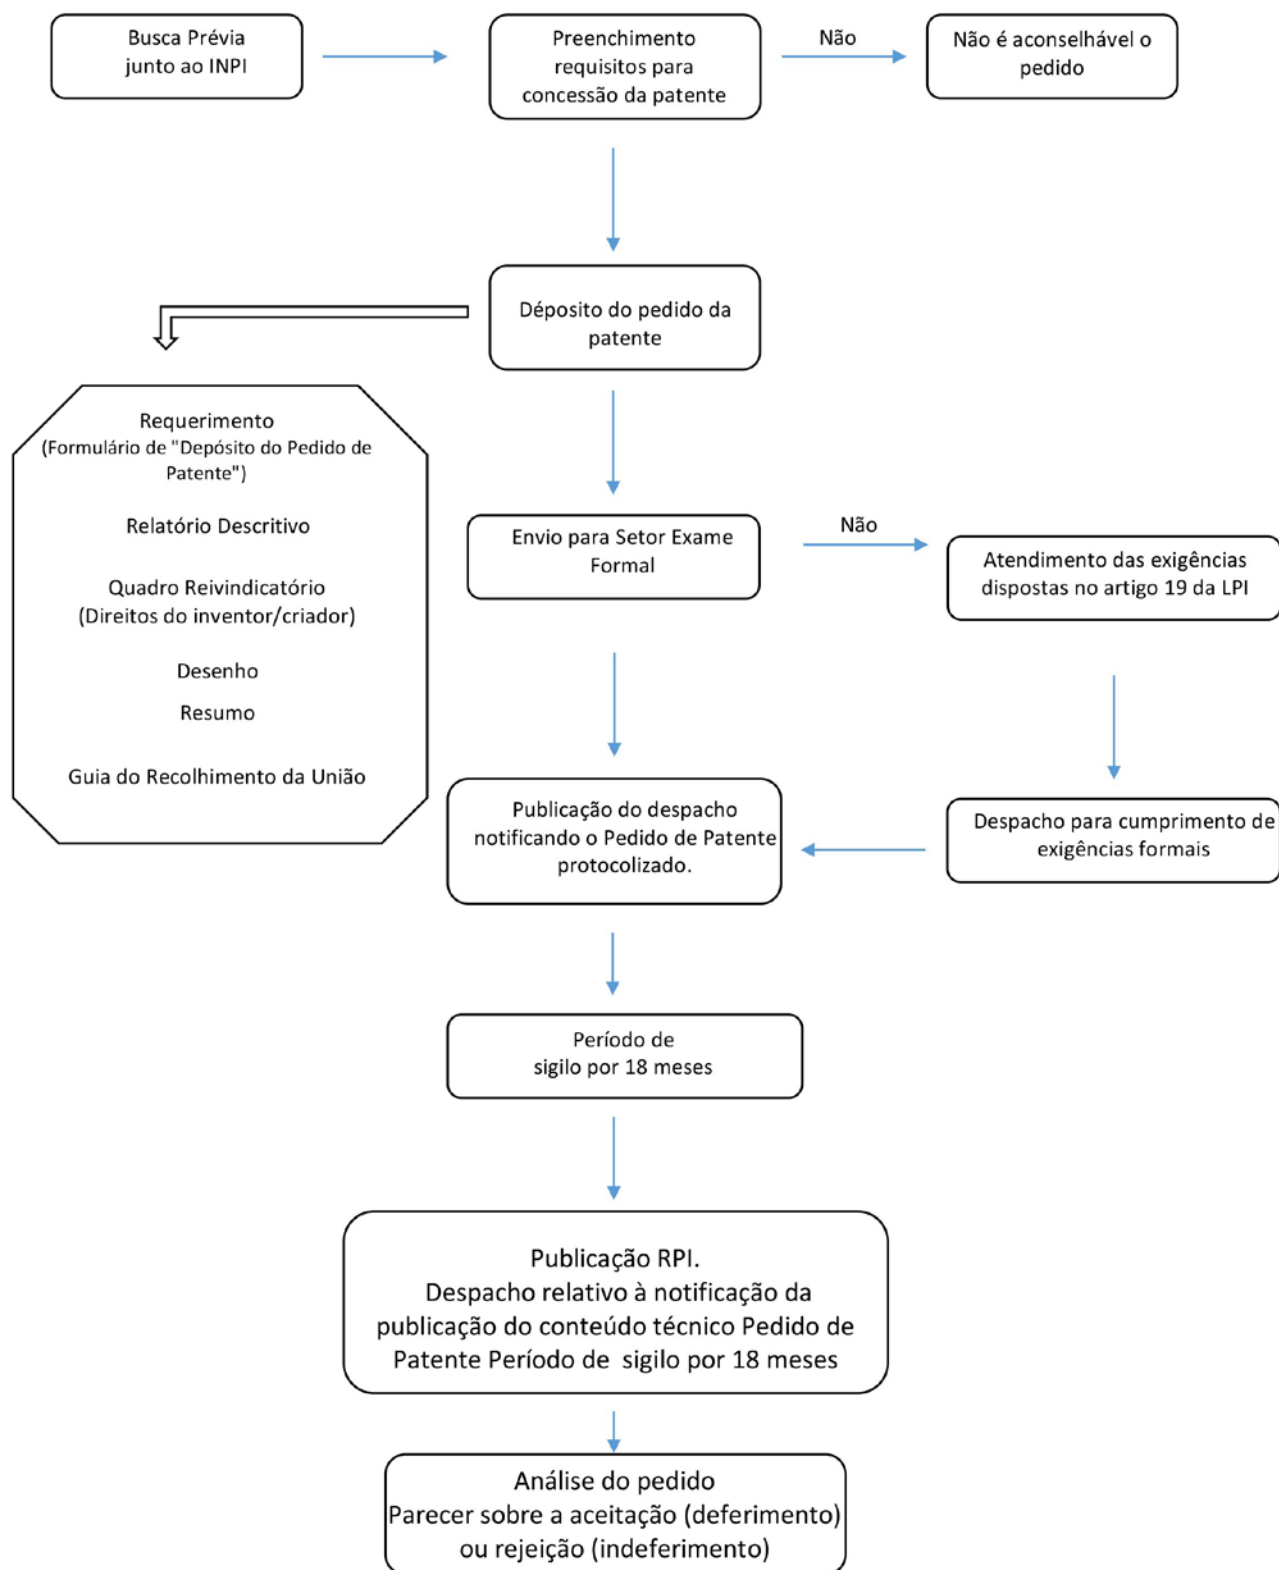 Busca Prévia
junto ao INPI
Preenchimento
requisitos para
concessão da patente
Não
Não é aconselhável o
pedido
Déposito do pedido da
patente
Requerimento
(Formulário de "Depósito do Pedido de
Patente")
Relatório Descritivo
Quadro Reivindicatório
(Direitos do inventor/criador)
Desenho
Resumo
Guia do Recolhimento da União
Envio para Setor Exame
Formal
Não
Atendimento das exigências
dispostas no artigo 19 da LPI
Publicação do despacho
notificando o Pedido de Patente
protocolizado.
Despacho para cumprimento de
exigências formais
Período de
sigilo por 18 meses
Publicação RPI.
Despacho relativo à notificação da
publicação do conteúdo técnico Pedido de
Patente Período de sigilo por 18 meses
Análise do pedido
Parecer sobre a aceitação (deferimento)
ou rejeição (indeferimento)